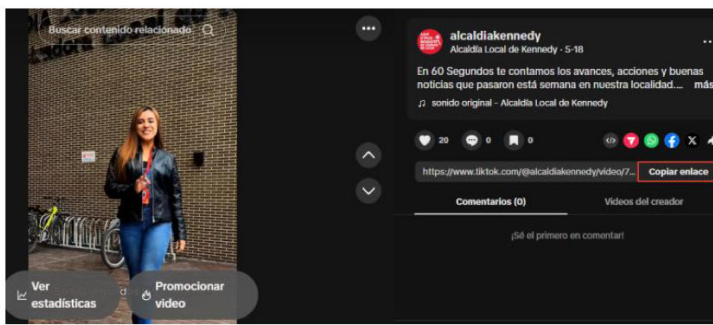 Buscar contenido relacionado
Ver
estadísticas
Promocionar
video
alcaldiakennedy
Alcaldía Local de Kennedy · 5-18
En 60 Segundos te contamos los avances, acciones y buenas
noticias que pasaron está semana en nuestra localidad.... más
sonido original - Alcaldía Local de Kennedy
20 0 0
https://www.tiktok.com/@alcaldiakennedy/video/7... Copiar enlace
Comentarios (0) Videos del creador
¡Sé el primero en comentar!